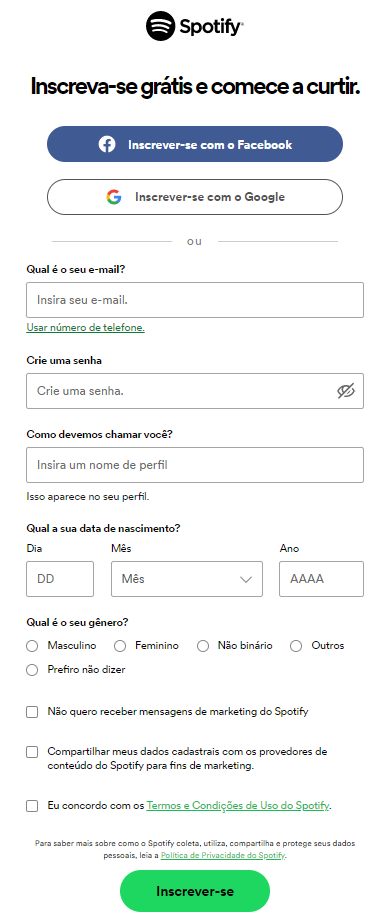 Spotify®
Inscreva-se grátis e comece a curtir.
Inscrever-se com o Facebook
Inscrever-se com o Google
ou
Qual é o seu e-mail?
Insira seu e-mail.
Usar número de telefone.
Crie uma senha
Crie uma senha.
Como devemos chamar você?
Insira um nome de perfil
Isso aparece no seu perfil.
Qual a sua data de nascimento?
Dia Mês Ano
DD Mês AAAA
Qual é o seu gênero?
Masculino Feminino Não binário Outros
Prefiro não dizer
Não quero receber mensagens de marketing do Spotify
Compartilhar meus dados cadastrais com os provedores de
conteúdo do Spotify para fins de marketing.
Eu concordo com os Termos e Condições de Uso do Spotify.
Para saber mais sobre como o Spotify coleta, utiliza, compartilha e protege seus dados
pessoais, leia a Política de Privacidade do Spotify.
Inscrever-se